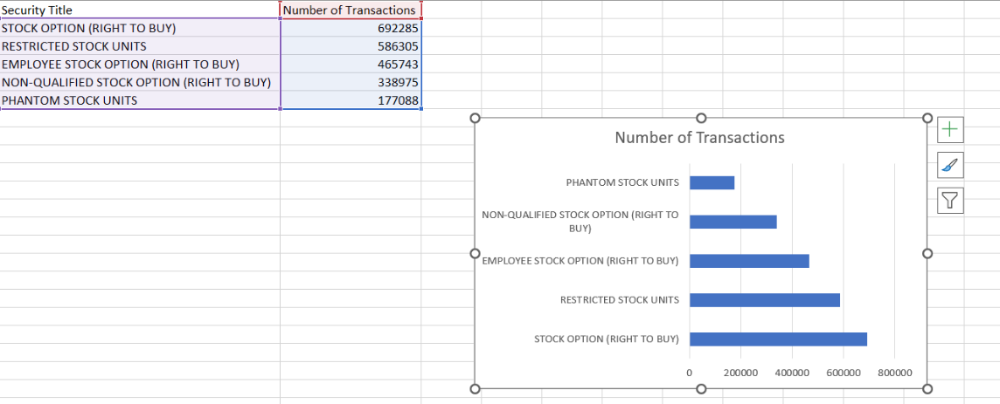 Security Title Number of Transactions
STOCK OPTION (RIGHT TO BUY) 692285
RESTRICTED STOCK UNITS 586305
EMPLOYEE STOCK OPTION (RIGHT TO BUY) 465743
NON-QUALIFIED STOCK OPTION (RIGHT TO BUY) 338975
PHANTOM STOCK UNITS 177088
Number of Transactions
PHANTOM STOCK UNITS
NON-QUALIFIED STOCK OPTION (RIGHT TO
BUY)
EMPLOYEE STOCK OPTION (RIGHT TO BUY)
RESTRICTED STOCK UNITS
STOCK OPTION (RIGHT TO BUY)
0 200000 400000 600000 800000